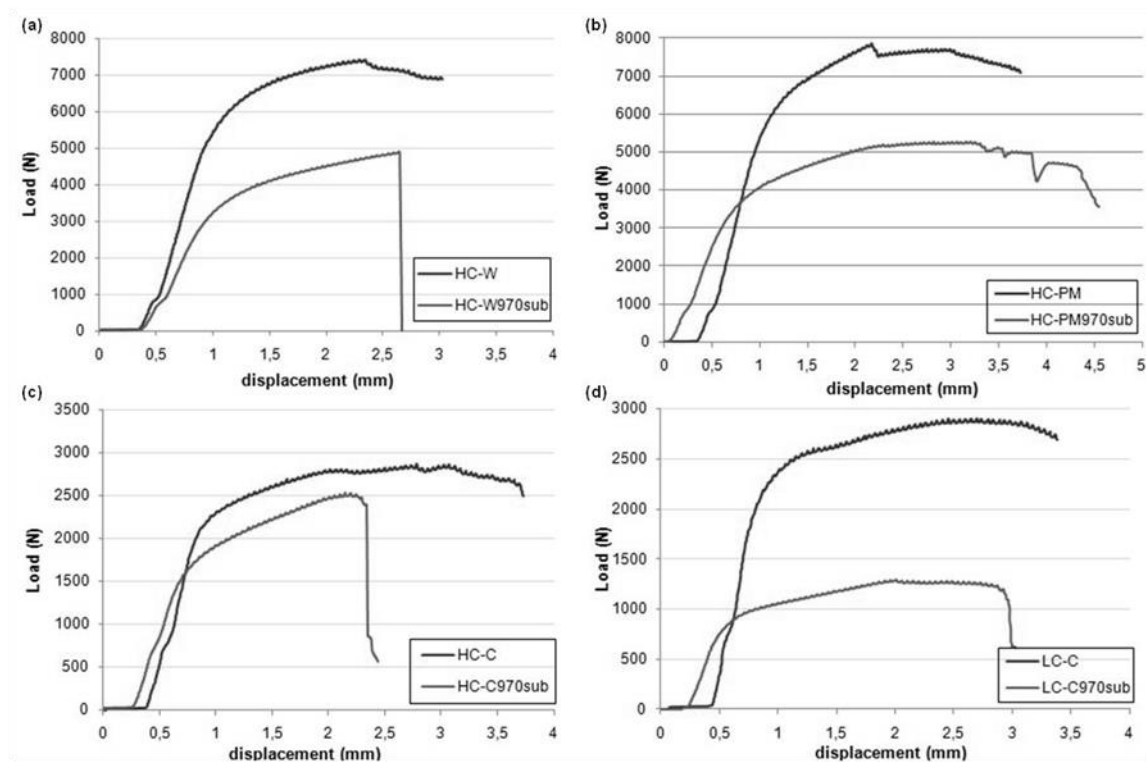 (a)
8000
7000
6000
5000
4000
3000
2000
1000
0
Load (N)
HC-W
HC-W970sub
0 0,5 1 1,5 2 2,5 3 3,5 4
displacement (mm)
(b)
8000
7000
6000
5000
4000
3000
2000
1000
0
Load (N)
HC-PM
HC-PM970sub
0 0,5 1 1,5 2 2,5 3 3,5 4 4,5 5
displacement (mm)
(c)
3500
3000
2500
2000
1500
1000
500
0
Load (N)
HC-C
HC-C970sub
0 0,5 1 1,5 2 2,5 3 3,5 4
displacement (mm)
(d)
3000
2500
2000
1500
1000
500
0
Load (N)
LC-C
LC-C970sub
0 0,5 1 1,5 2 2,5 3 3,5 4
displacement (mm)